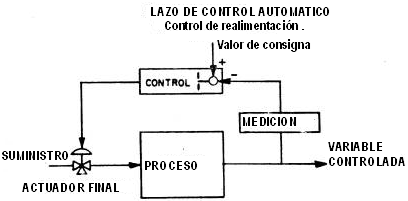 LAZO DE CONTROL AUTOMATICO
Control de realimentación .
Valor de consigna
+
CONTROL
−
MEDICION
SUMINISTRO
PROCESO
VARIABLE
CONTROLADA
ACTUADOR FINAL